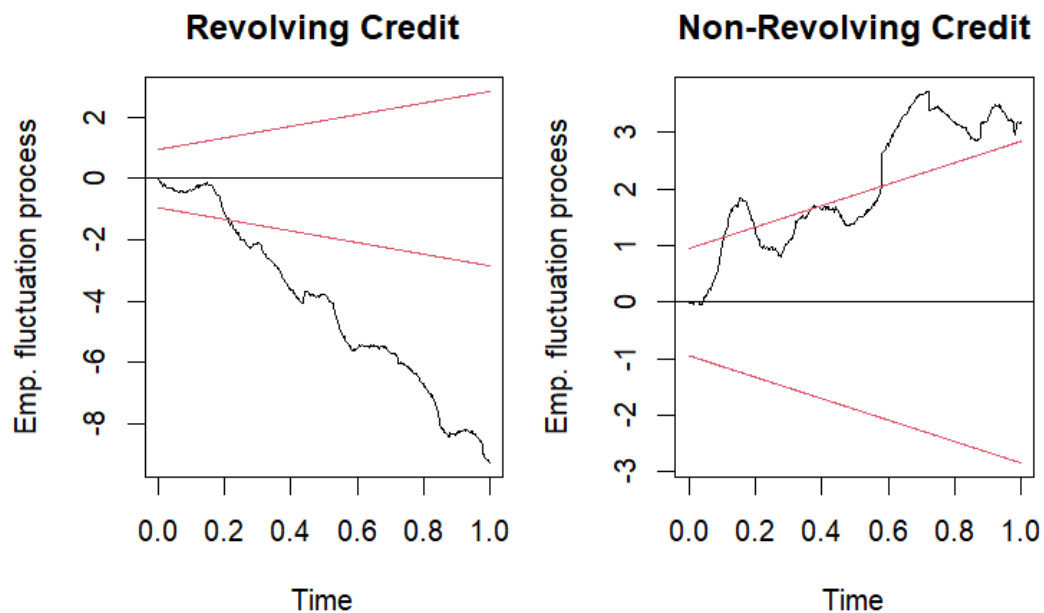 Revolving Credit
Emp. fluctuation process
2
0
-2
-4
-6
-8
0.0 0.2 0.4 0.6 0.8 1.0
Time
Non-Revolving Credit
Emp. fluctuation process
3
2
1
0
-1
-2
-3
0.0 0.2 0.4 0.6 0.8 1.0
Time